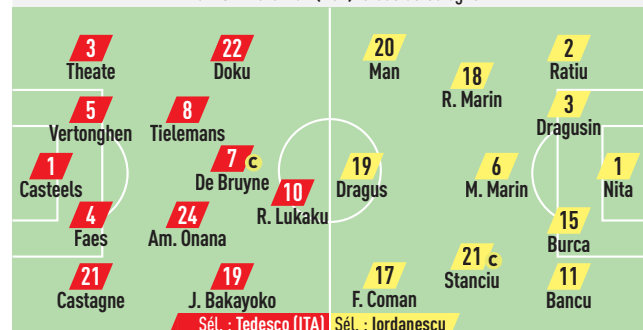 3
Theate
22
Doku
5
Vertonghen
8
Tielemans
1
Casteels
7 C
De Bruyne
10
R. Lukaku
4
Faes
24
Am. Onana
21
Castagne
19
J. Bakayoko
Sél. : Tedesco (ITA)
20
Man
18
R. Marin
2
Ratiu
3
Dragusin
19
Dragus
6
M. Marin
1
Nita
15
Burca
21 C
Stanciu
17
F. Coman
11
Bancu
Sél. : Iordanescu